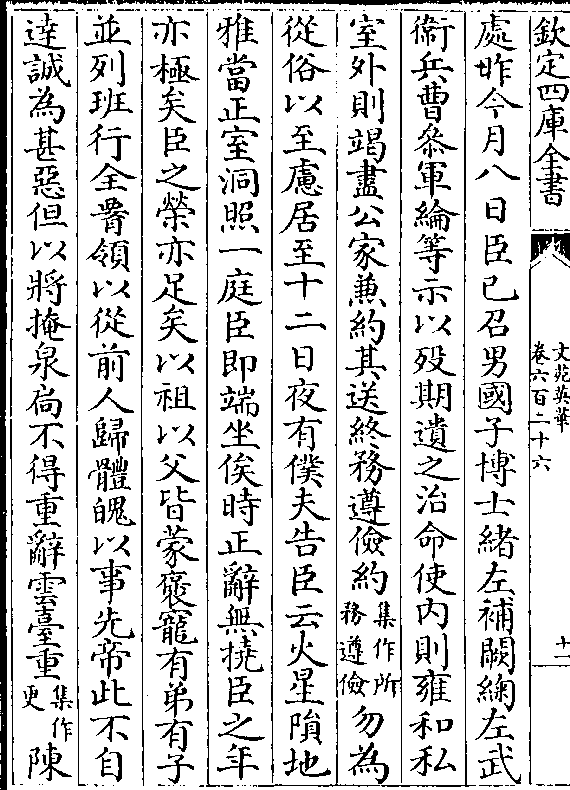 欽定四庫全書
文苑英華
卷六百二十六
十一
處昨今月八日臣已召男國子博士緒左補闕綯左武
衞兵曹叅軍綸等示以殁期遺之治命使内則雍和私
室外則竭盡公家兼約其送終務遵儉約集作所務遵儉勿為
從俗以至慮居至十二日夜有僕夫告臣云火星隕地
雅當正室洞照一庭臣即端坐俟時正辭無撓臣之年
亦極矣臣之榮亦足矣以祖以父皆蒙褒寵有弟有子
並列班行全𦝫領以從前人歸體魄以事先帝此不自
達誠為甚惡但以將掩泉扃不得重辭雲臺重集作更陳